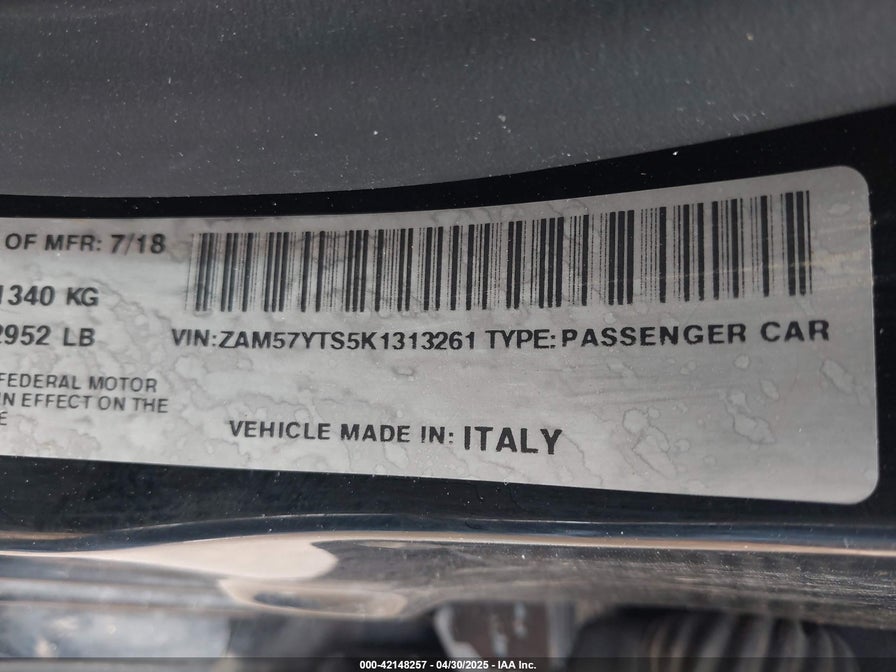 OF MFR: 7/18
1340 KG
2952 LB
VIN:ZAM57YTS5K1313261 TYPE:PASSENGER CAR
FEDERAL MOTOR
IN EFFECT ON THE
VEHICLE MADE IN: ITALY
000-42148257 - 04/30/2025 - IAA Inc.